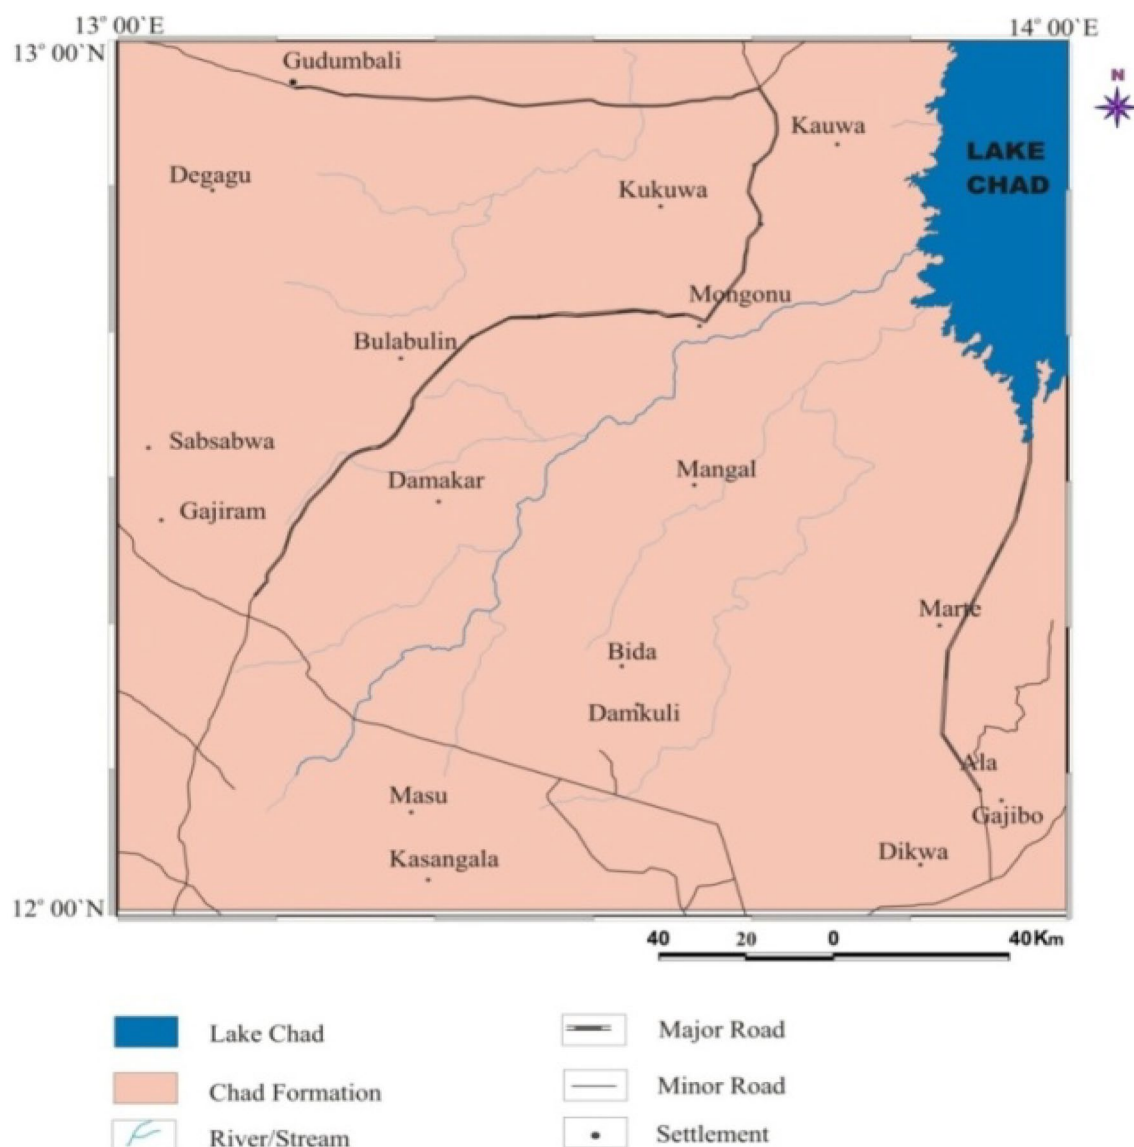 13° 00`E
14° 00`E
13° 00`N
Gudumbali
N
Kauwa
LAKE
CHAD
Degagu
Kukuwa
Mongonu
Bulabulin
Sabsabwa
Damakar
Mangal
Gajiram
Marte
Bida
Damkuli
Ala
Masu
Gajibo
Kasangala
Dikwa
12° 00`N
40 20 0 40Km
Lake Chad
Major Road
Chad Formation
Minor Road
River/Stream
Settlement